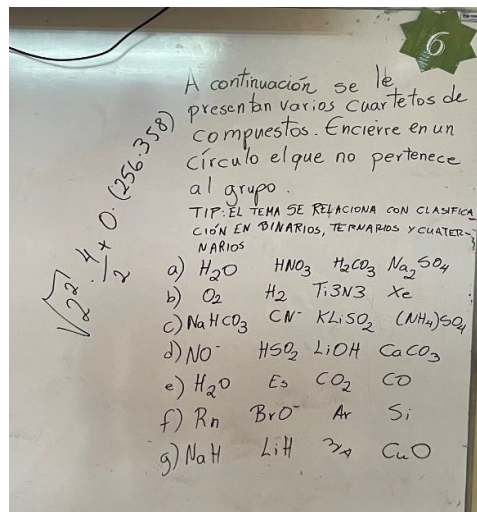 6
A continuación se le
presentan varios cuartetos de
compuestos. Encierre en un
círculo el que no pertenece
al grupo.
TIP: EL TEMA SE RELACIONA CON CLASIFICA
CIÓN EN BINARIOS, TERNARIOS Y CUATER-
NARIOS
a) H₂O HNO₃ H₂CO₃ Na₂SO₄
b) O₂ H₂ Ti3N3 Xe
c) NaHCO₃ CN⁻ KLiSO₂ (NH₄)SO₄
d) NO⁻ HSO₂ LiOH CaCO₃
e) H₂O Es CO₂ CO
f) Rn BrO⁻ Ar Si
g) NaH LiH CuO
√2² · 4/2 + 0 · (256·358)